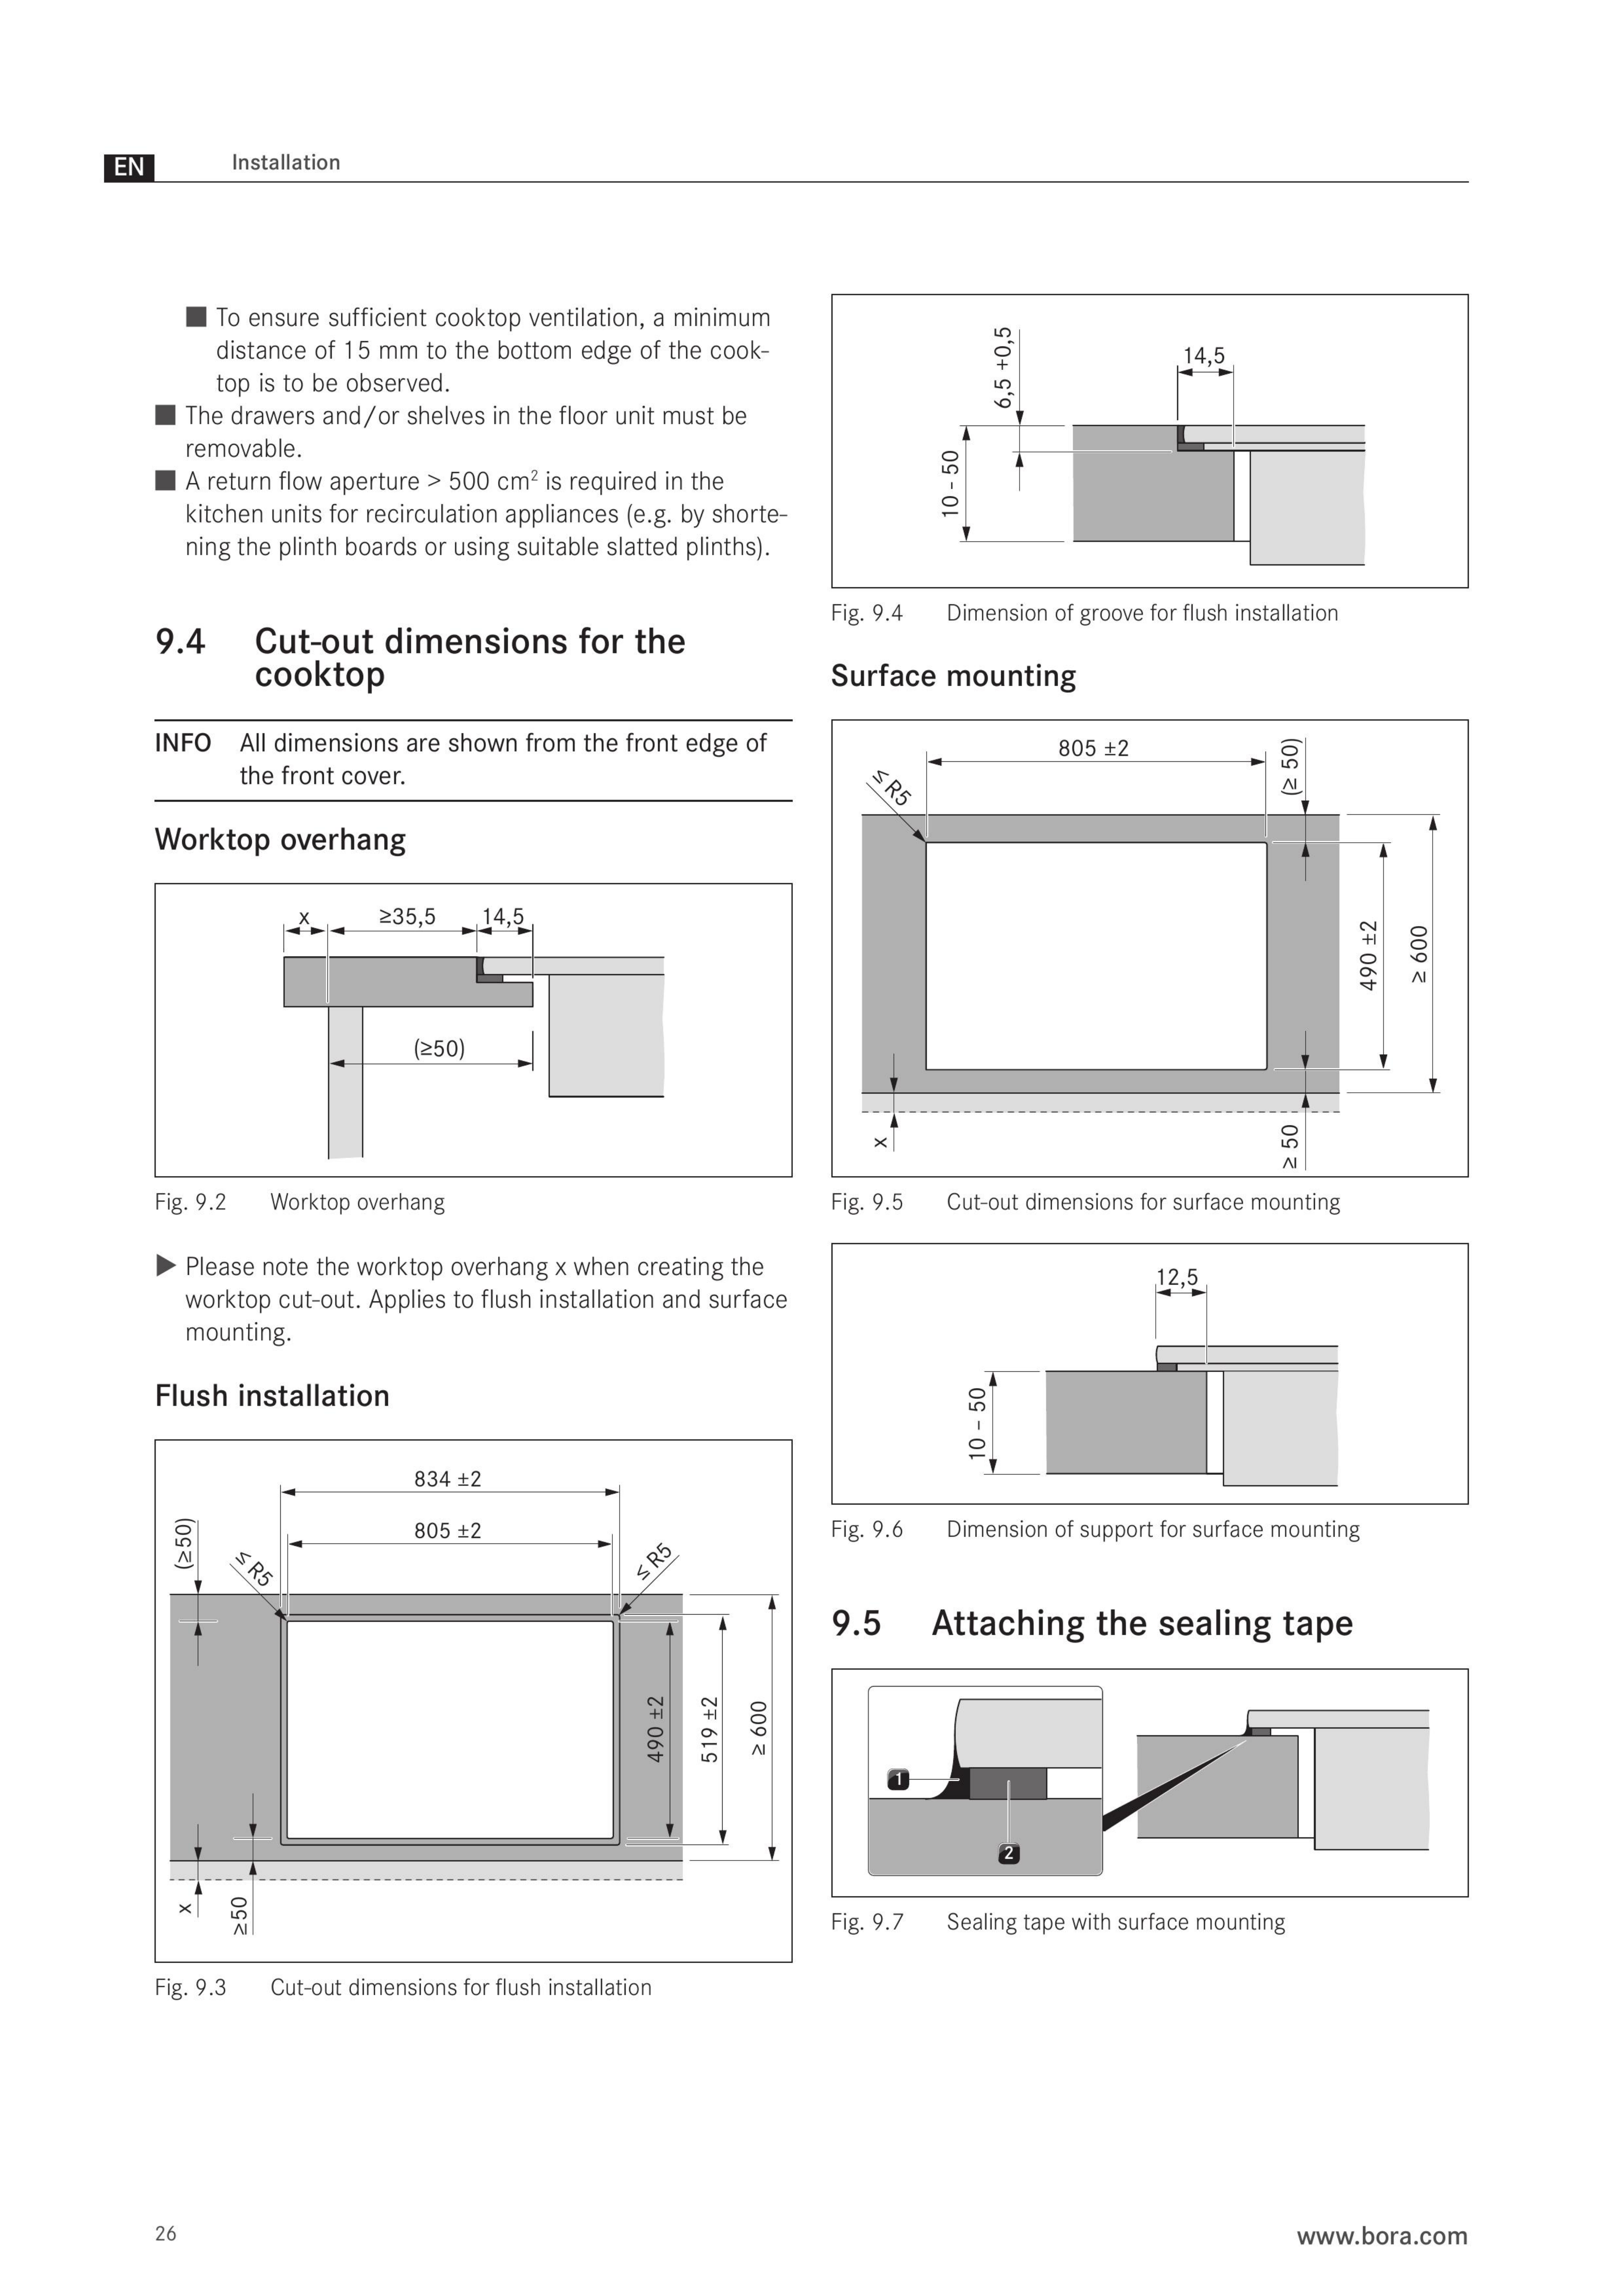 EN
Installation
■ To ensure sufficient cooktop ventilation, a minimum
distance of 15 mm to the bottom edge of the cook-
top is to be observed.
■ The drawers and/or shelves in the floor unit must be
removable.
■ A return flow aperture > 500 cm² is required in the
kitchen units for recirculation appliances (e.g. by shorte-
ning the plinth boards or using suitable slatted plinths).
9.4 Cut-out dimensions for the
cooktop
INFO All dimensions are shown from the front edge of
the front cover.
Worktop overhang
x ≥35,5 14,5
(≥50)
Fig. 9.2 Worktop overhang
▶ Please note the worktop overhang x when creating the
worktop cut-out. Applies to flush installation and surface
mounting.
Flush installation
834 ±2
805 ±2
(≥50)
≤ R5
≤ R5
490 ±2
519 ±2
≥ 600
x
≥50
Fig. 9.3 Cut-out dimensions for flush installation
6,5 +0,5
14,5
10 - 50
Fig. 9.4 Dimension of groove for flush installation
Surface mounting
805 ±2
(≥ 50)
≤ R5
490 ±2
≥ 600
x
≥ 50
Fig. 9.5 Cut-out dimensions for surface mounting
12,5
10 - 50
Fig. 9.6 Dimension of support for surface mounting
9.5 Attaching the sealing tape
1
2
Fig. 9.7 Sealing tape with surface mounting
26
www.bora.com